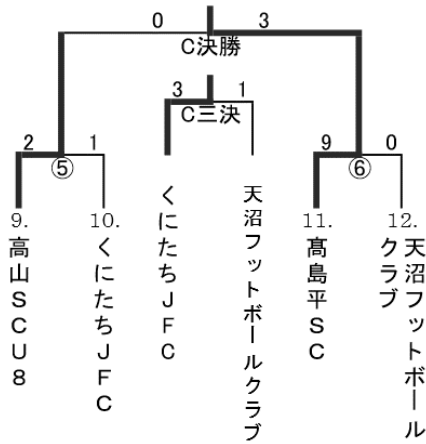 0 3
C決勝
3 1
C三決
2 1
⑤
9 0
⑥
9.
高山SCU8
10.
くにたちJFC
くにたちJFC
天沼フットボールクラブ
11.
髙島平SC
12.
天沼フットボール
クラブ